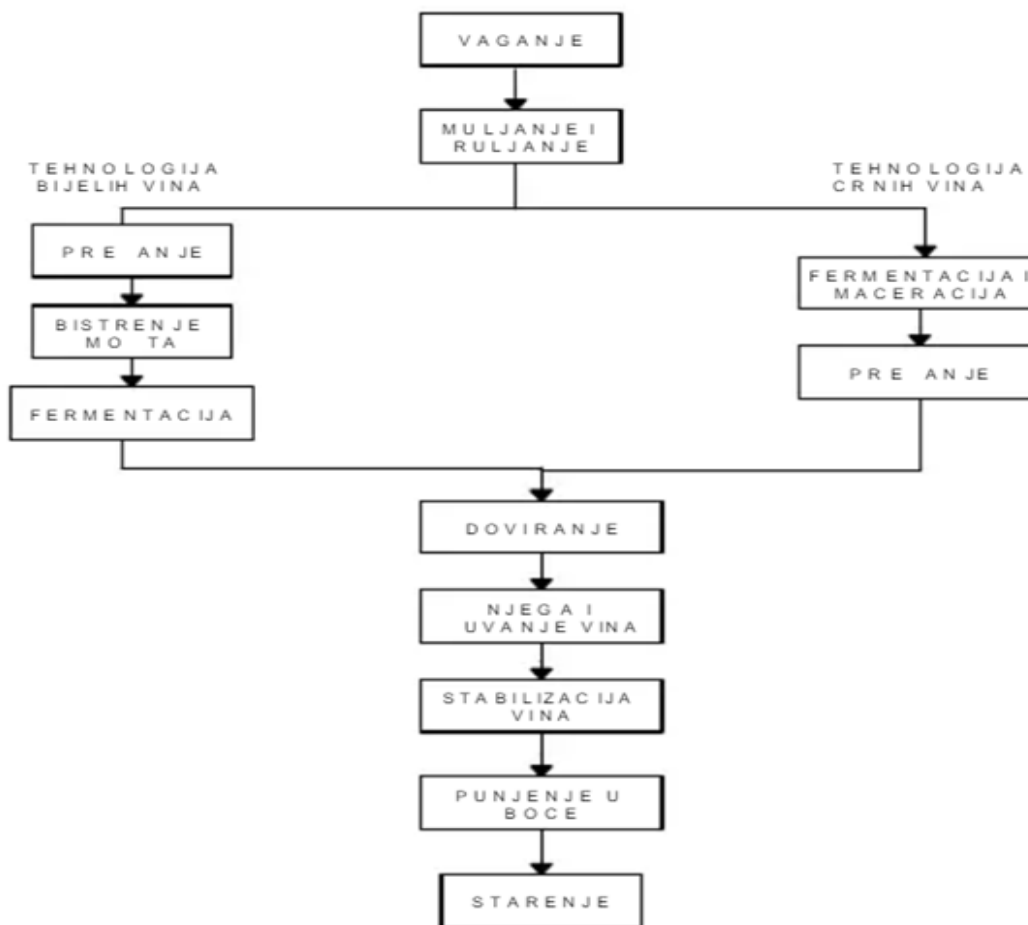 VAGANJE
MULJANJE I
RULJANJE
TEHNOLOGIJA
BIJELIH VINA
TEHNOLOGIJA
CRNIH VINA
PRE ANJE
BISTRENJE
MO TA
FERMENTACIJA
FERMENTACIJA I
MACERACIJA
PRE ANJE
DOVIRANJE
NJEGA I
UVANJE VINA
STABILIZACIJA
VINA
PUNJENJE U
BOCE
STARENJE